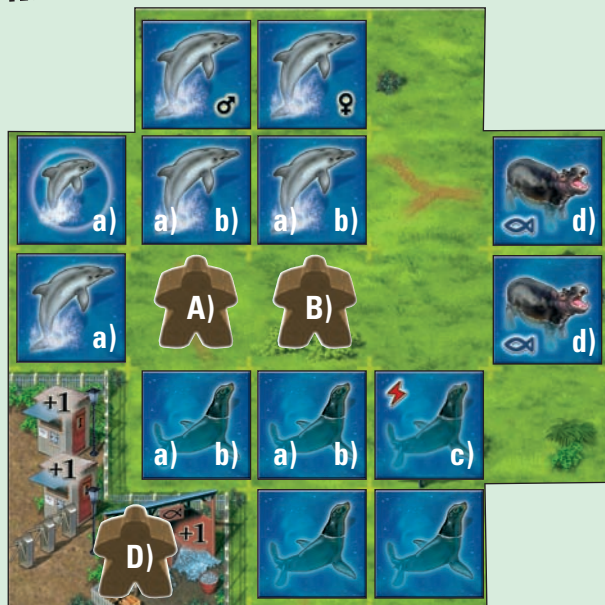 ♂ ♀
a) a) b) a) b) d)
a) A) B) d)
+1 a) b) a) b) c)
+1
D) +1